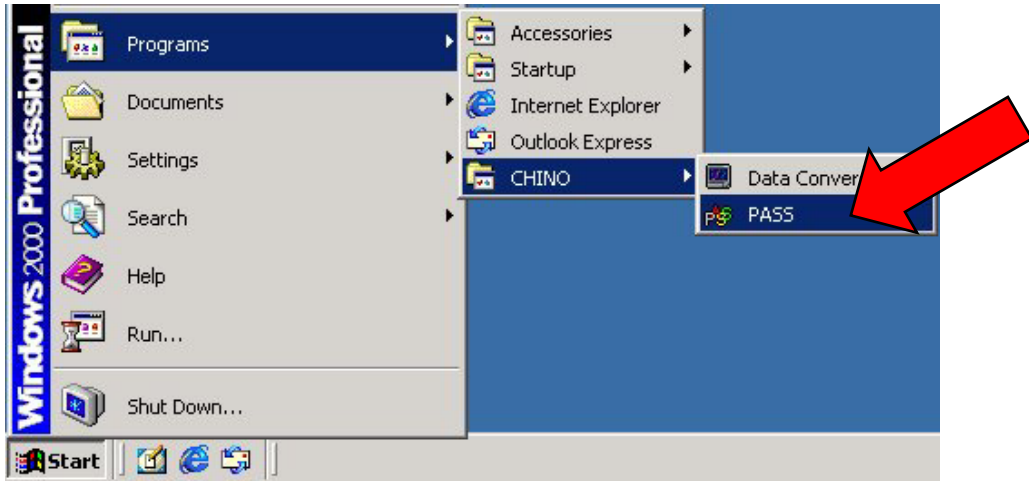 Windows 2000 Professional
Programs
Documents
Settings
Search
Help
Run...
Shut Down...
Accessories
Startup
Internet Explorer
Outlook Express
CHINO
Data Conver
PASS
Start